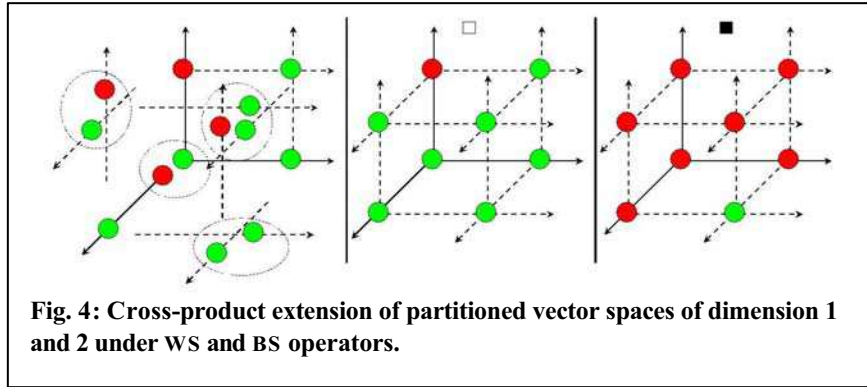 Fig. 4: Cross-product extension of partitioned vector spaces of dimension 1
and 2 under WS and BS operators.